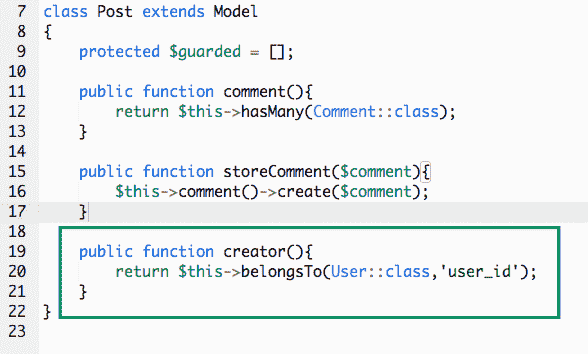 7 class Post extends Model
8 {
9     protected $guarded = [];
10
11     public function comment(){
12         return $this->hasMany(Comment::class);
13     }
14
15     public function storeComment($comment){
16         $this->comment()->create($comment);
17     }
18
19     public function creator(){
20         return $this->belongsTo(User::class,'user_id');
21     }
22 }
23